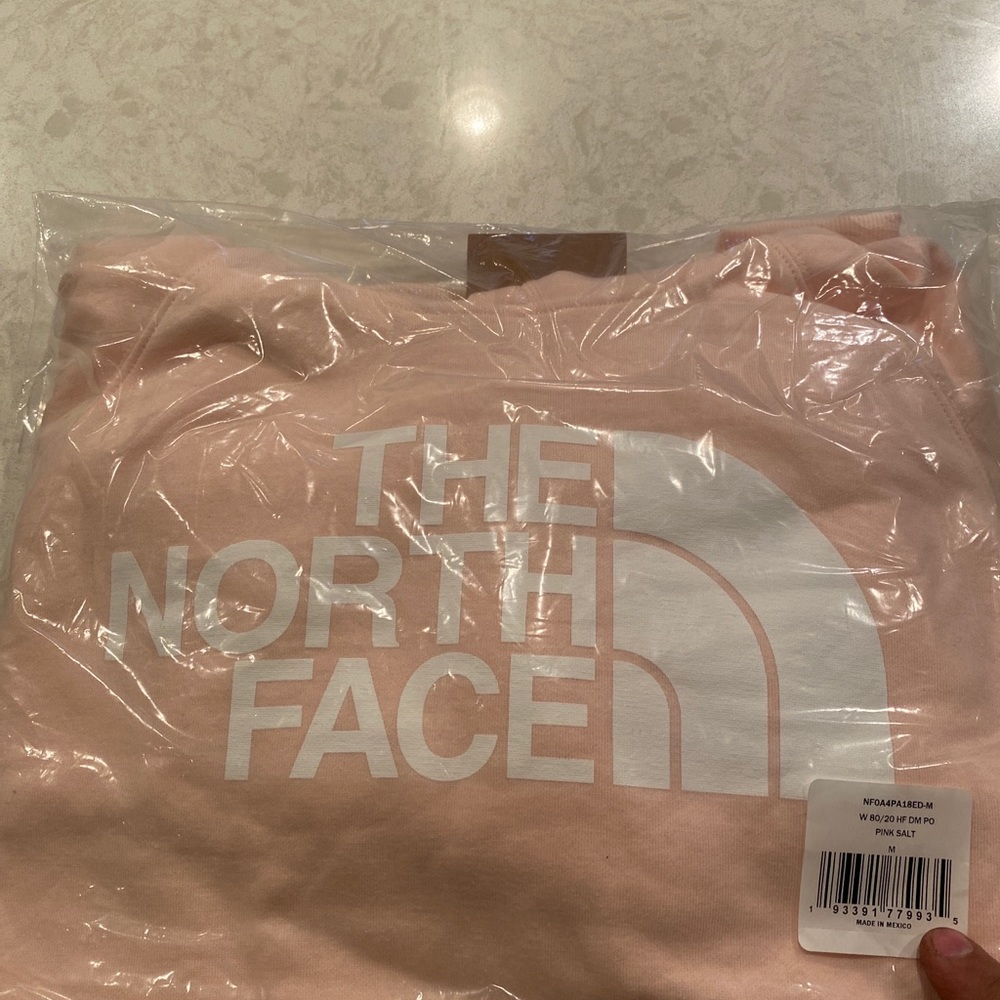 THE
NORTH
FACE
NF0A4PA18ED-M
W 80/20 HF DM PO
PINK SALT
M
1 93391 77993 5
MADE IN MEXICO